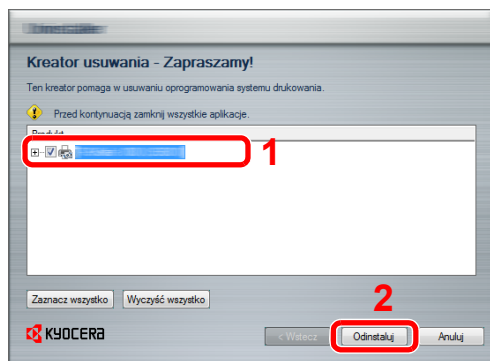 Kreator usuwania - Zapraszamy!
Ten kreator pomaga w usuwaniu oprogramowania systemu drukowania.
Przed kontynuacją zamknij wszystkie aplikacje.
Produkt
1
2
Zaznacz wszystko Wyczyść wszystko
KYOCERA < Wstecz Odinstaluj Anuluj